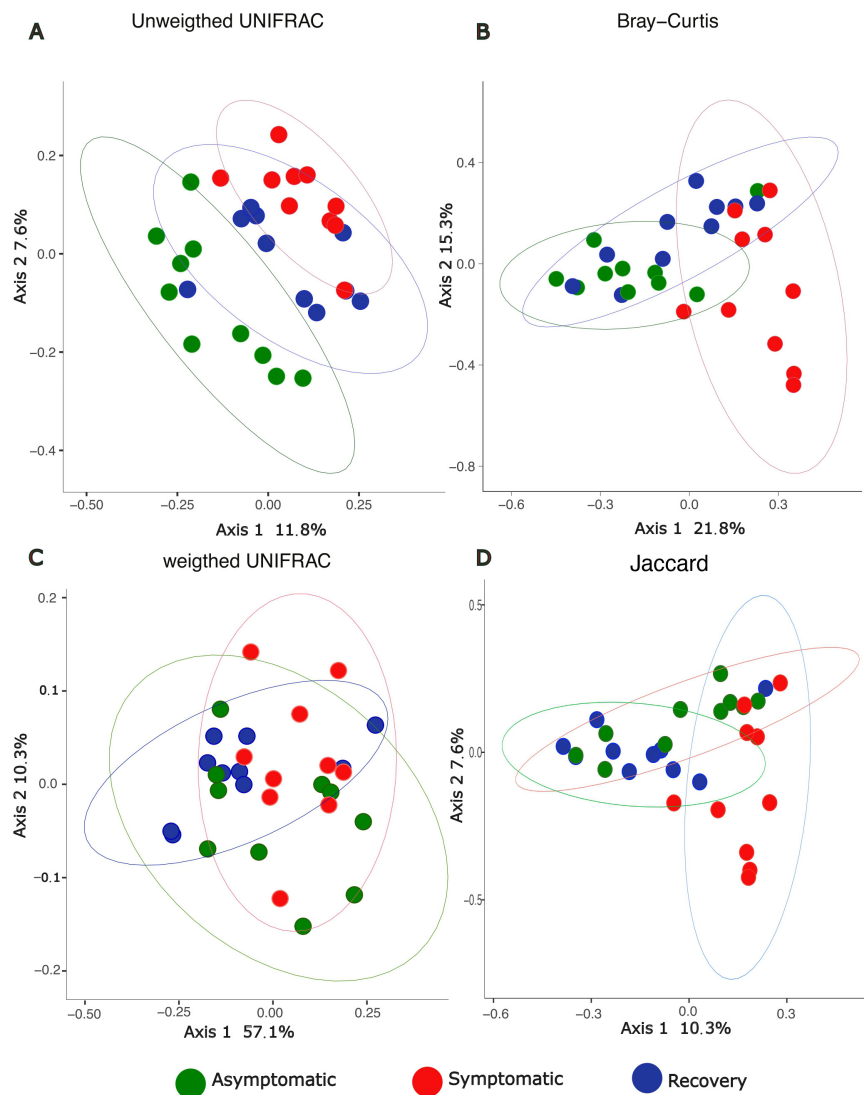 A
Unweigthed UNIFRAC
0.2
0.0
−0.2
−0.4
Axis 2 7.6%
−0.50
−0.25
0.00
0.25
Axis 1 11.8%
B
Bray−Curtis
0.4
0.0
−0.4
−0.8
Axis 2 15.3%
−0.6
−0.3
0.0
0.3
Axis 1 21.8%
C
weigthed UNIFRAC
0.2
0.1
0.0
−0.1
−0.2
Axis 2 10.3%
−0.50
−0.25
0.00
0.25
Axis 1 57.1%
D
Jaccard
0.5
0.0
−0.5
Axis 2 7.6%
−0.6
−0.3
0.0
0.3
Axis 1 10.3%
Asymptomatic
Symptomatic
Recovery